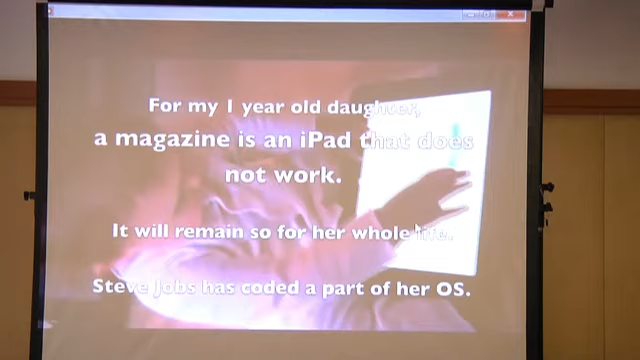 For my 1 year old daughter,
a magazine is an iPad that does
not work.
It will remain so for her whole life.
Steve Jobs has coded a part of her OS.